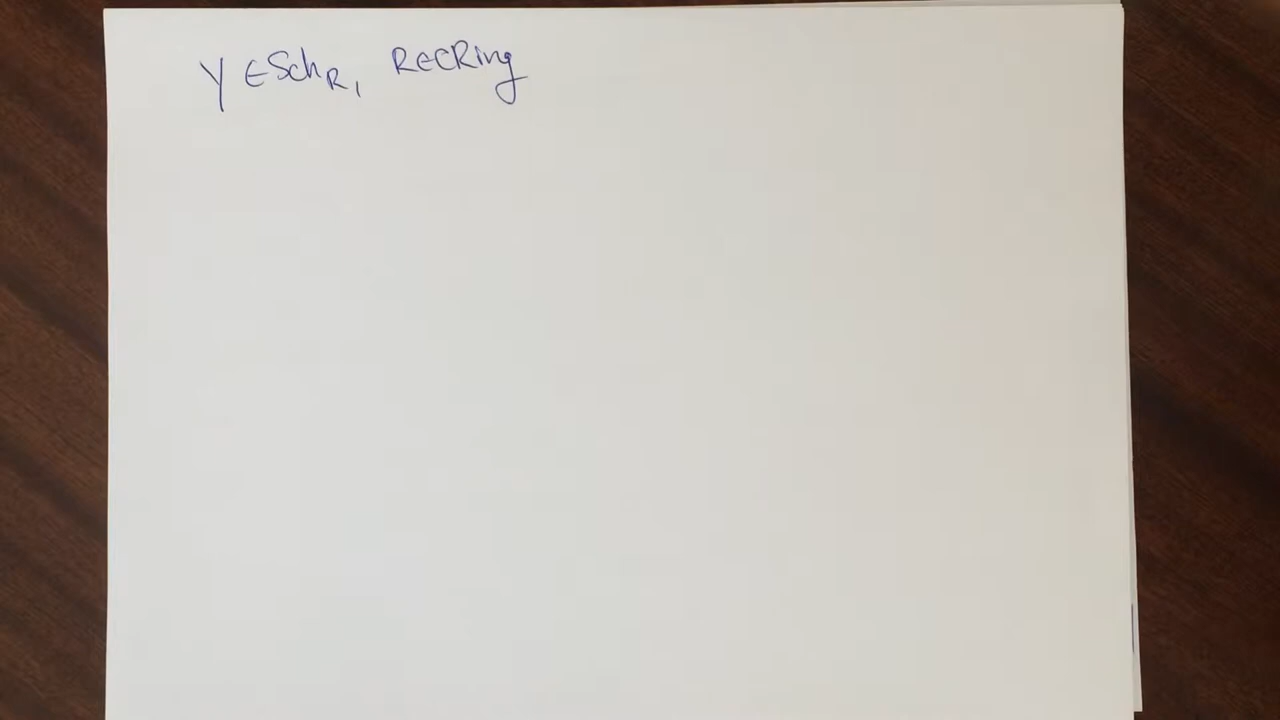 Y ∈ Sch_R, R ∈ CRing